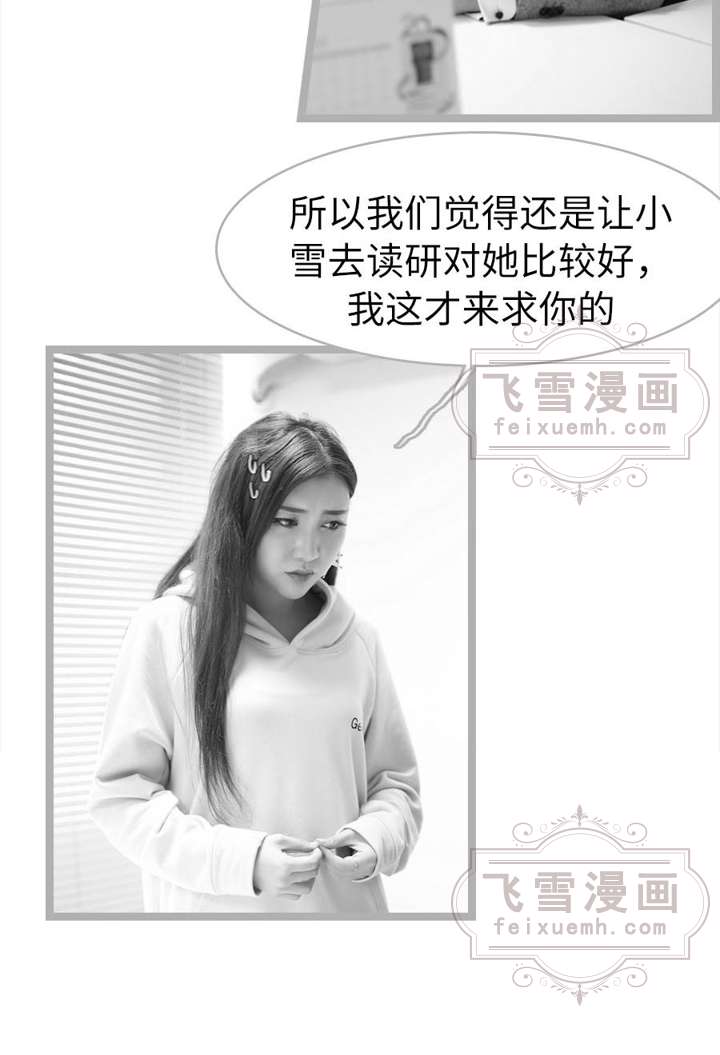 所以我们觉得还是让小
雪去读研对她比较好，
我这才来求你的
飞雪漫画
feixuemh.com
Ge
飞雪漫画
feixuemh.com